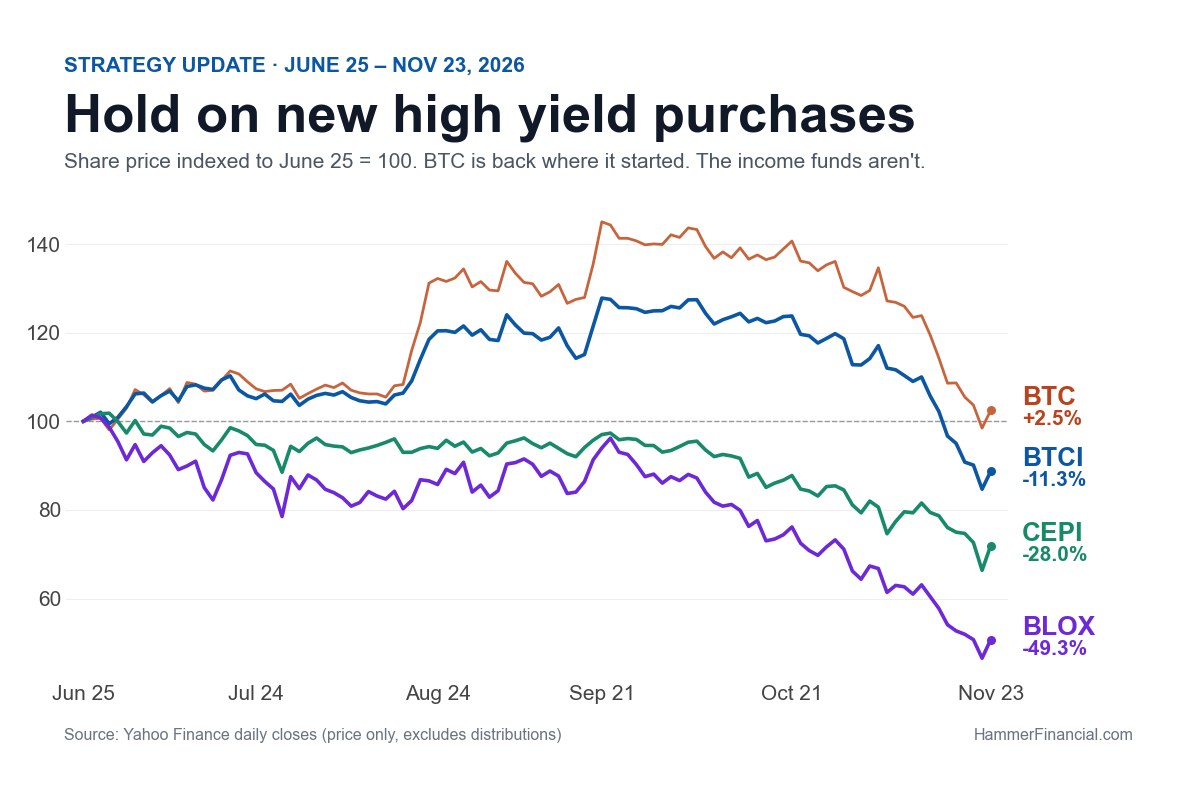 STRATEGY UPDATE · JUNE 25 – NOV 23, 2026
Hold on new high yield purchases
Share price indexed to June 25 = 100. BTC is back where it started. The income funds aren't.
140
120
100
80
60
BTC
+2.5%
BTCI
-11.3%
CEPI
-28.0%
BLOX
-49.3%
Jun 25
Jul 24
Aug 24
Sep 21
Oct 21
Nov 23
Source: Yahoo Finance daily closes (price only, excludes distributions)
HammerFinancial.com